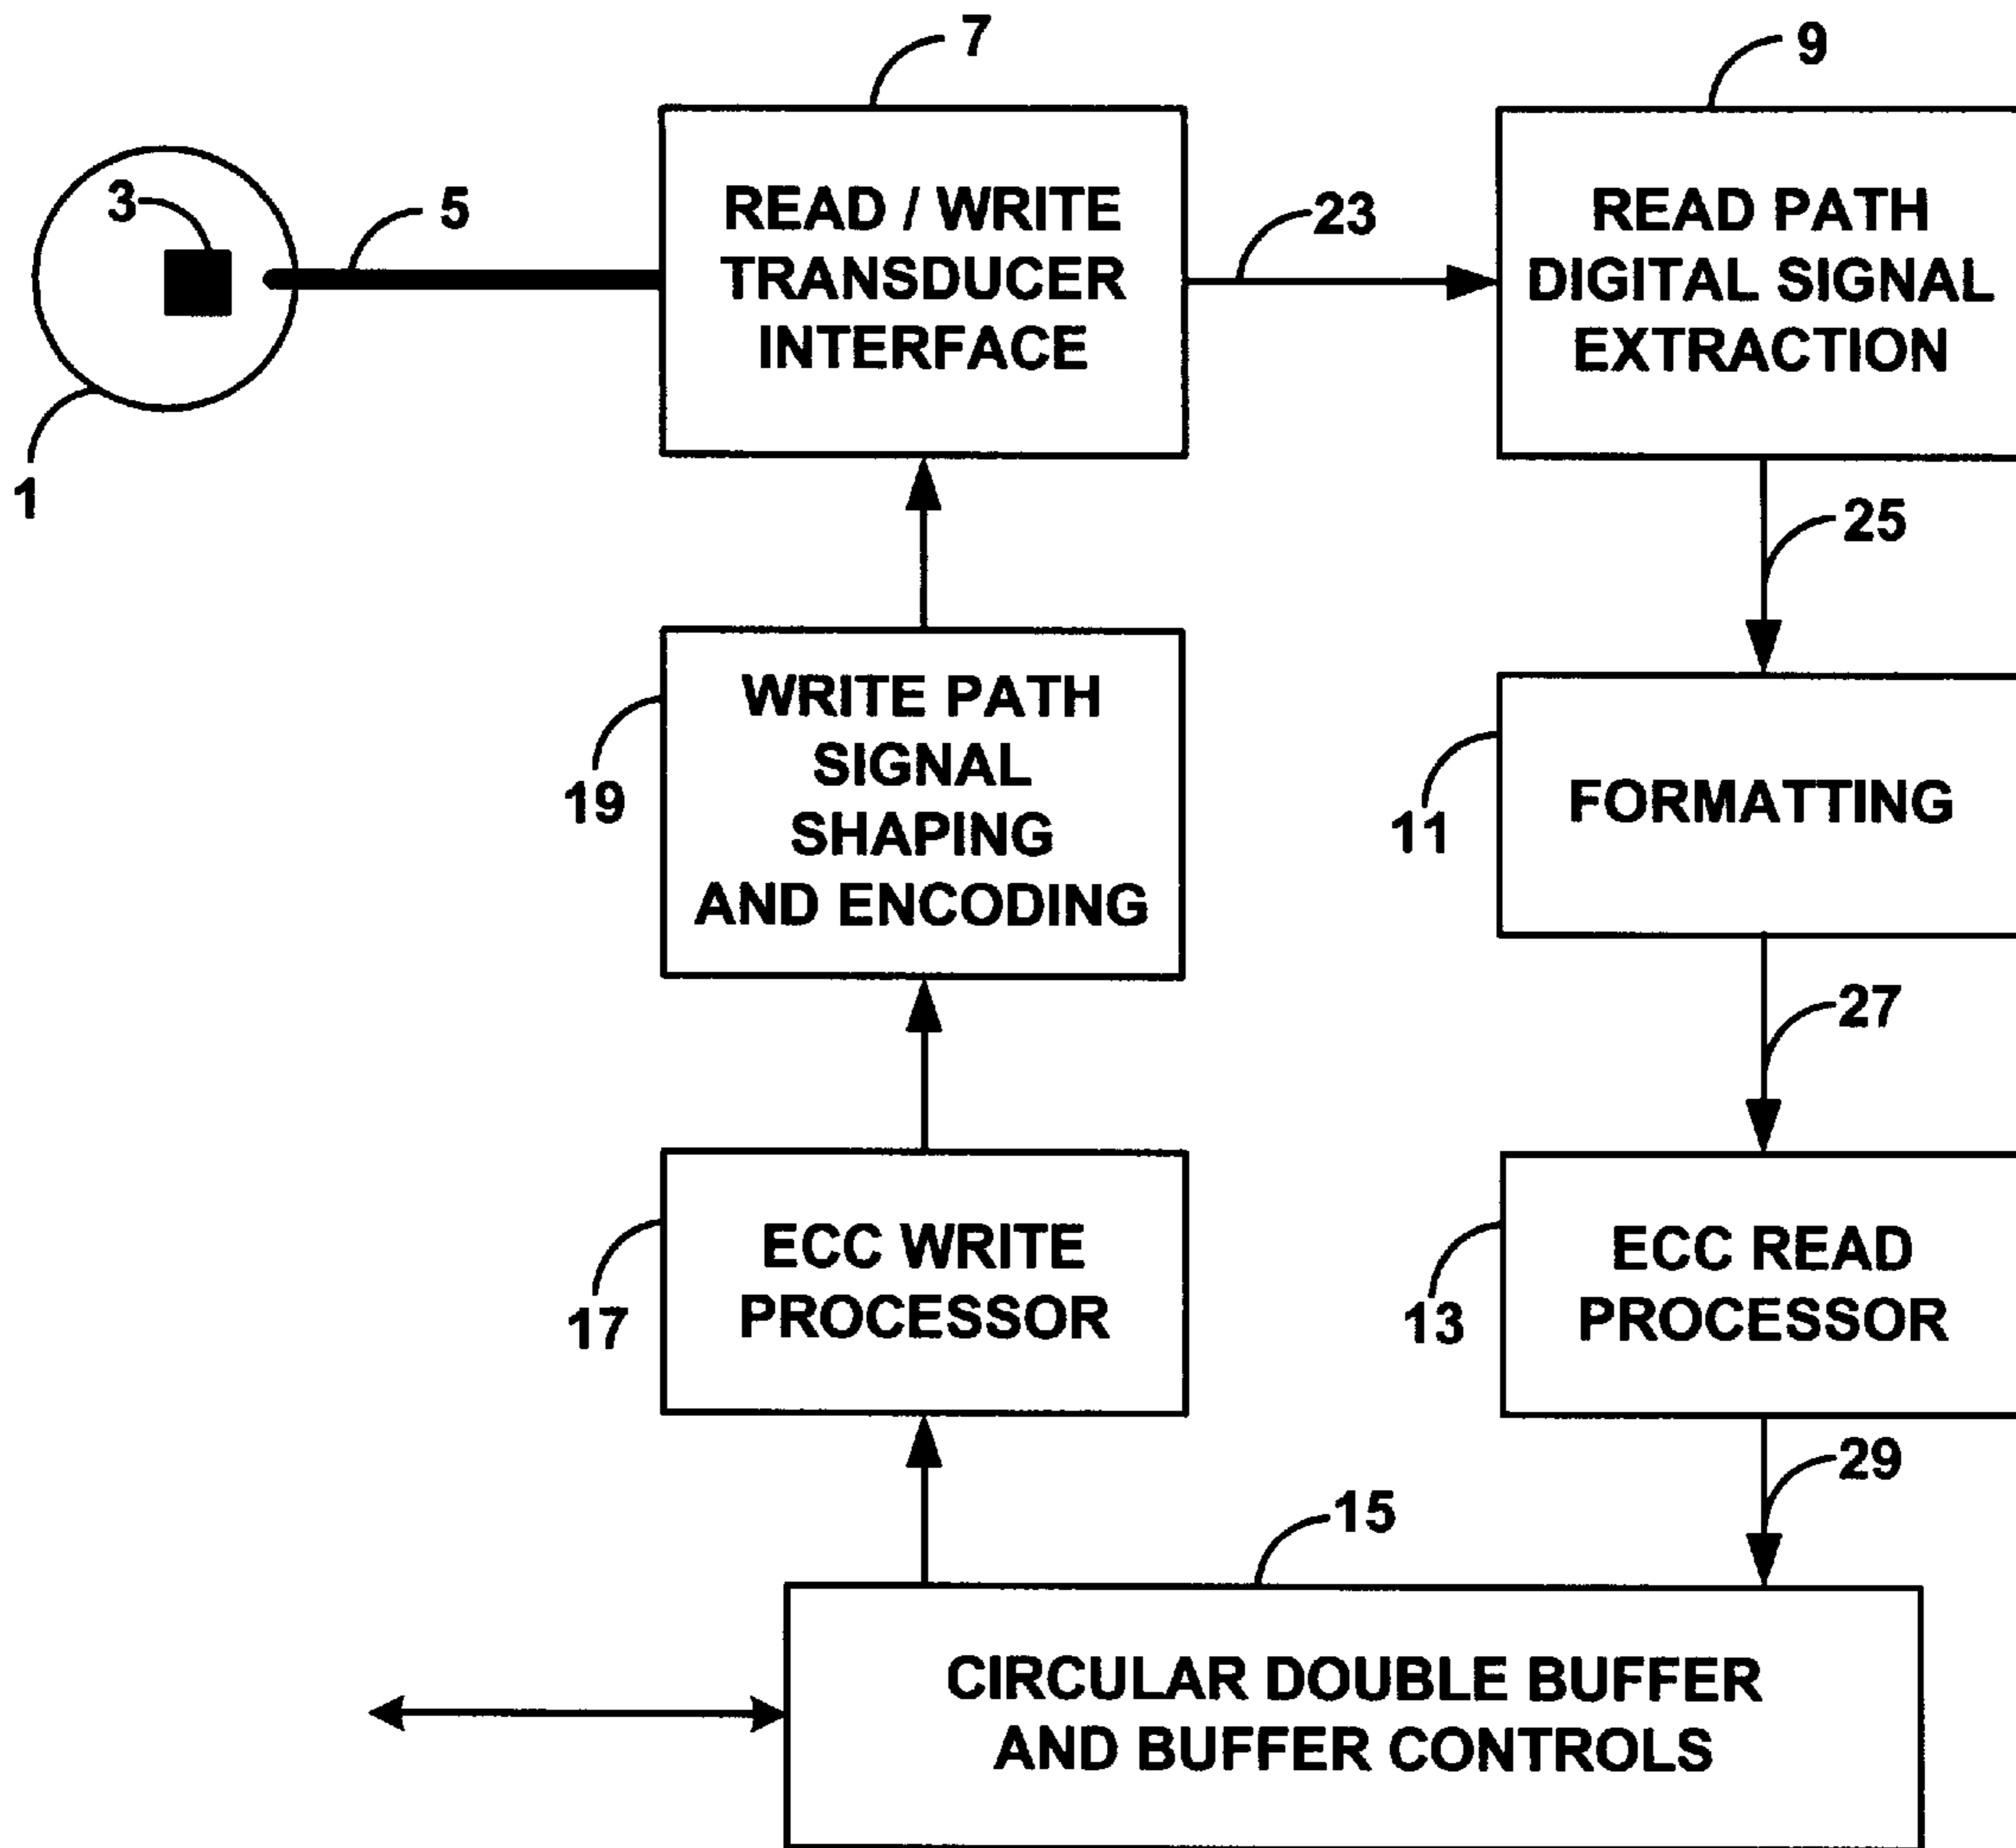 7
9
3
5
READ / WRITE
TRANSDUCER
INTERFACE
23
READ PATH
DIGITAL SIGNAL
EXTRACTION
1
25
WRITE PATH
SIGNAL
SHAPING
AND ENCODING
19
FORMATTING
11
27
ECC WRITE
PROCESSOR
17
ECC READ
PROCESSOR
13
29
15
CIRCULAR DOUBLE BUFFER
AND BUFFER CONTROLS